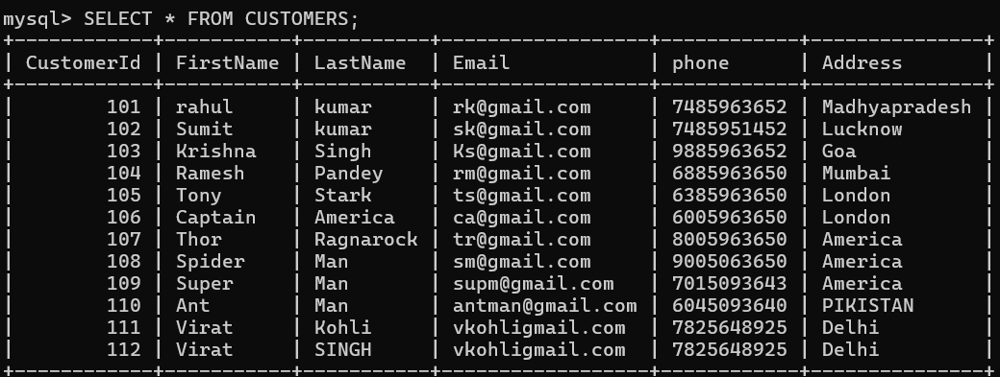 mysql> SELECT * FROM CUSTOMERS;
+------------+-----------+-----------+------------------+------------+---------------+
| CustomerId | FirstName | LastName  | Email            | phone      | Address       |
+------------+-----------+-----------+------------------+------------+---------------+
|        101 | rahul     | kumar     | rk@gmail.com     | 7485963652 | Madhyapradesh |
|        102 | Sumit     | kumar     | sk@gmail.com     | 7485951452 | Lucknow       |
|        103 | Krishna   | Singh     | Ks@gmail.com     | 9885963652 | Goa           |
|        104 | Ramesh    | Pandey    | rm@gmail.com     | 6885963650 | Mumbai        |
|        105 | Tony      | Stark     | ts@gmail.com     | 6385963650 | London        |
|        106 | Captain   | America   | ca@gmail.com     | 6005963650 | London        |
|        107 | Thor      | Ragnarock | tr@gmail.com     | 8005963650 | America       |
|        108 | Spider    | Man       | sm@gmail.com     | 9005063650 | America       |
|        109 | Super     | Man       | supm@gmail.com   | 7015093643 | America       |
|        110 | Ant       | Man       | antman@gmail.com | 6045093640 | PIKISTAN      |
|        111 | Virat     | Kohli     | vkohligmail.com  | 7825648925 | Delhi         |
|        112 | Virat     | SINGH     | vkohligmail.com  | 7825648925 | Delhi         |
+------------+-----------+-----------+------------------+------------+---------------+